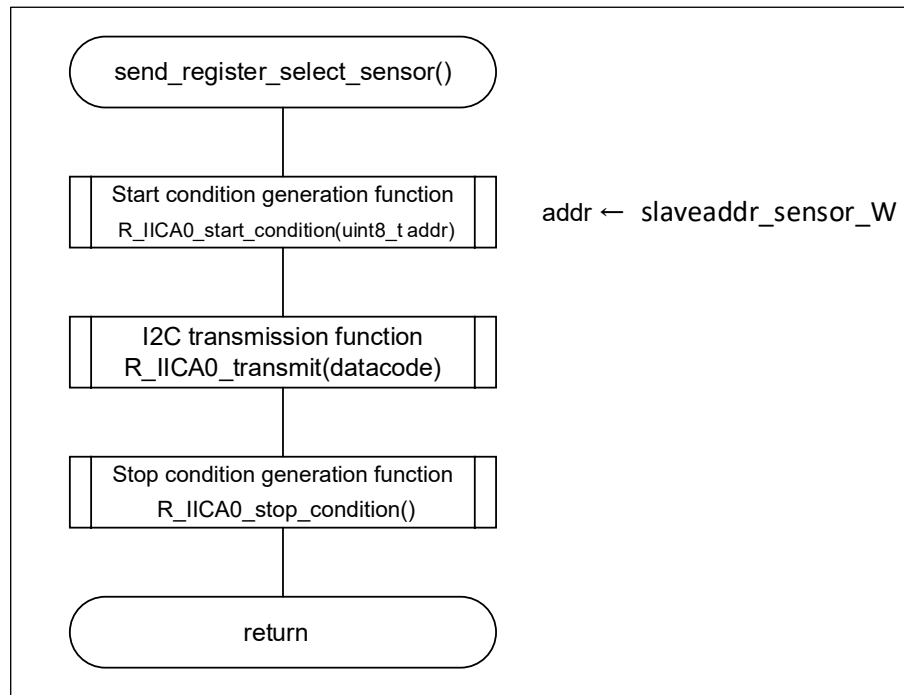 send_register_select_sensor()
Start condition generation function
R_IICA0_start_condition(uint8_t addr)
addr ← slaveaddr_sensor_W
I2C transmission function
R_IICA0_transmit(datacode)
Stop condition generation function
R_IICA0_stop_condition()
return